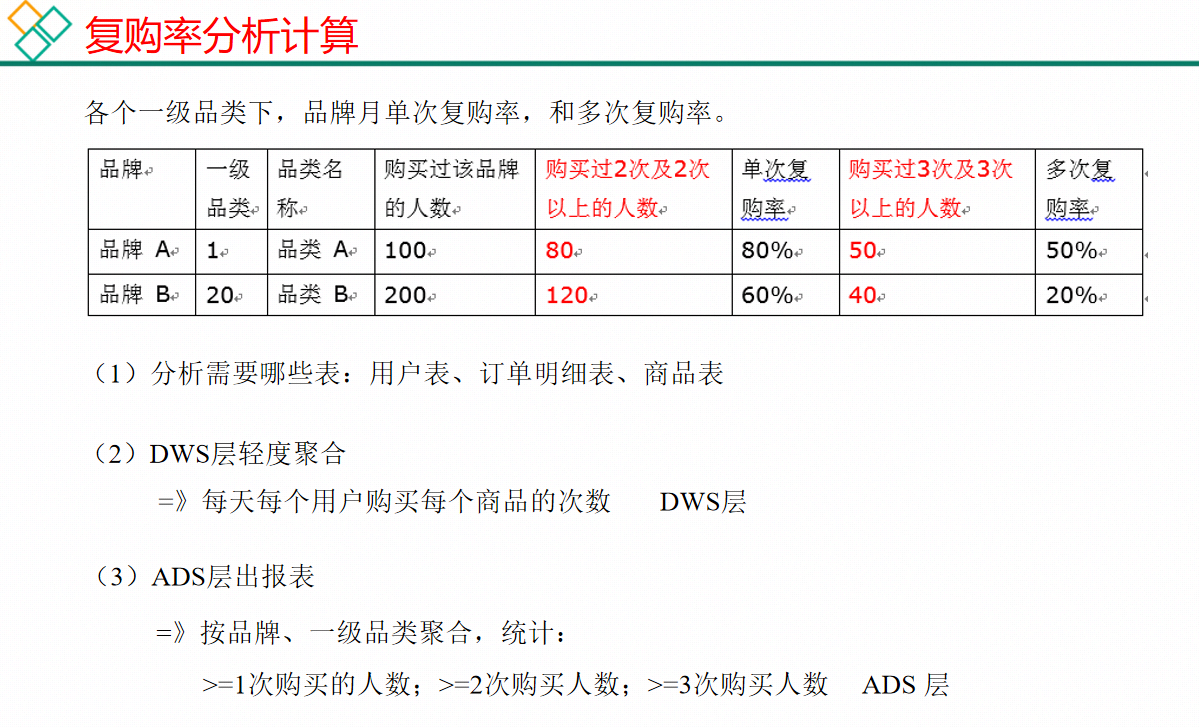 复购率分析计算
各个一级品类下，品牌月单次复购率，和多次复购率。
品牌 一级品类 品类名称 购买过该品牌的人数 购买过2次及2次以上的人数 单次复购率 购买过3次及3次以上的人数 多次复购率
品牌 A 1 品类 A 100 80 80% 50 50%
品牌 B 20 品类 B 200 120 60% 40 20%
（1）分析需要哪些表：用户表、订单明细表、商品表
（2）DWS层轻度聚合
=》每天每个用户购买每个商品的次数 DWS层
（3）ADS层出报表
=》按品牌、一级品类聚合，统计：
>=1次购买的人数；>=2次购买人数；>=3次购买人数 ADS 层